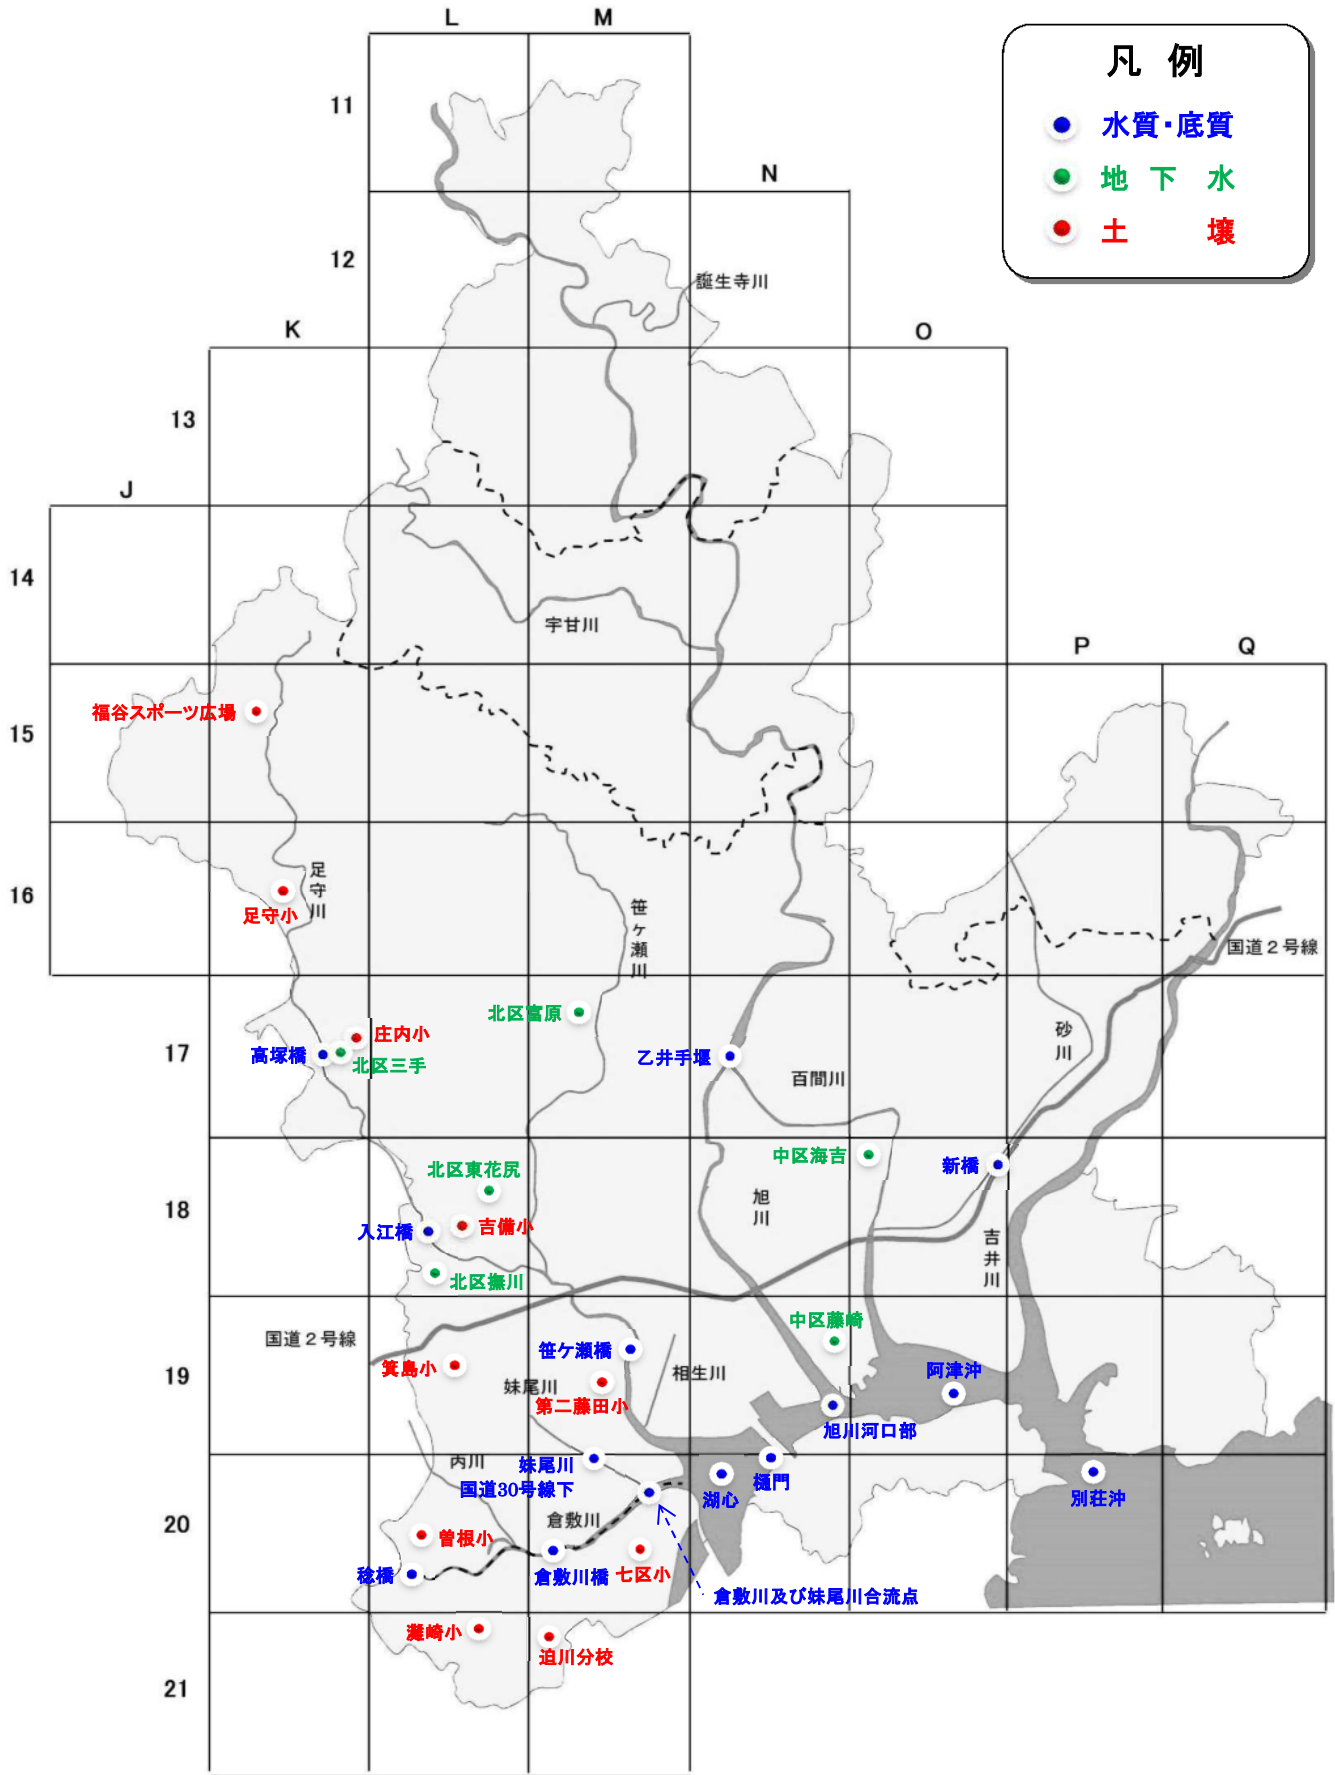 L
M
凡 例
水質・底質
地 下 水
土 壌
11
N
12
誕生寺川
K
O
13
J
14
宇甘川
P
Q
福谷スポーツ広場
15
足守川
16
足守小
笹ヶ瀬川
国道2号線
北区富原
庄内小
高塚橋
北区三手
17
乙井手堰
砂川
百間川
中区海吉
新橋
北区東花尻
18
旭川
入江橋
吉備小
吉井川
北区撫川
国道2号線
中区藤崎
笹ケ瀬橋
箕島小
19
相生川
阿津沖
妹尾川
第二藤田小
旭川河口部
内川
妹尾川
国道30号線下
樋門
湖心
別荘沖
20
倉敷川
曽根小
稔橋
倉敷川橋
七区小
倉敷川及び妹尾川合流点
灘崎小
迫川分校
21